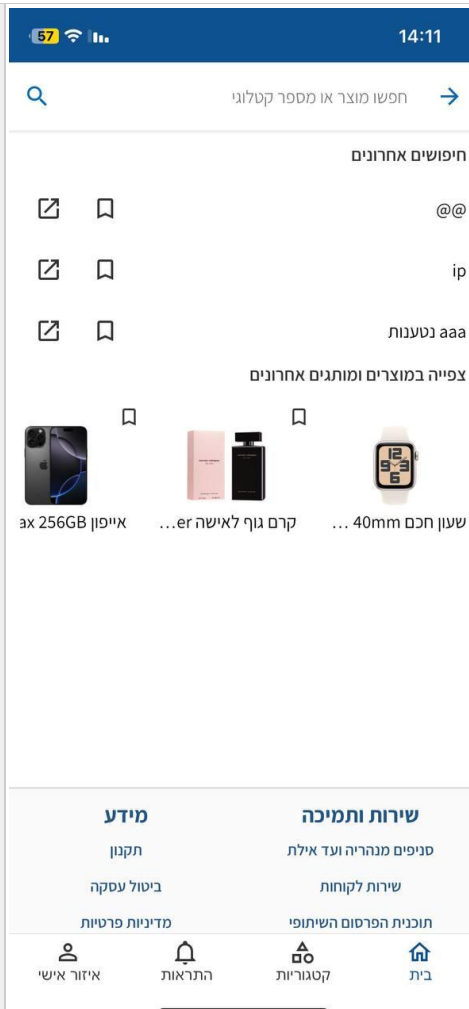 14:11
57
חפשו מוצר או מספר קטלוגי
חיפושים אחרונים
@@
ip
aaa נטענות
צפייה במוצרים ומותגים אחרונים
שעון חכם 40mm ...
קרם גוף לאישה er...
אייפון ax 256GB
שירות ותמיכה
מידע
סניפים מנהריה ועד אילת
תקנון
שירות לקוחות
ביטול עסקה
תוכנית הפרסום השיתופי
מדיניות פרטיות
בית
קטגוריות
התראות
איזור אישי